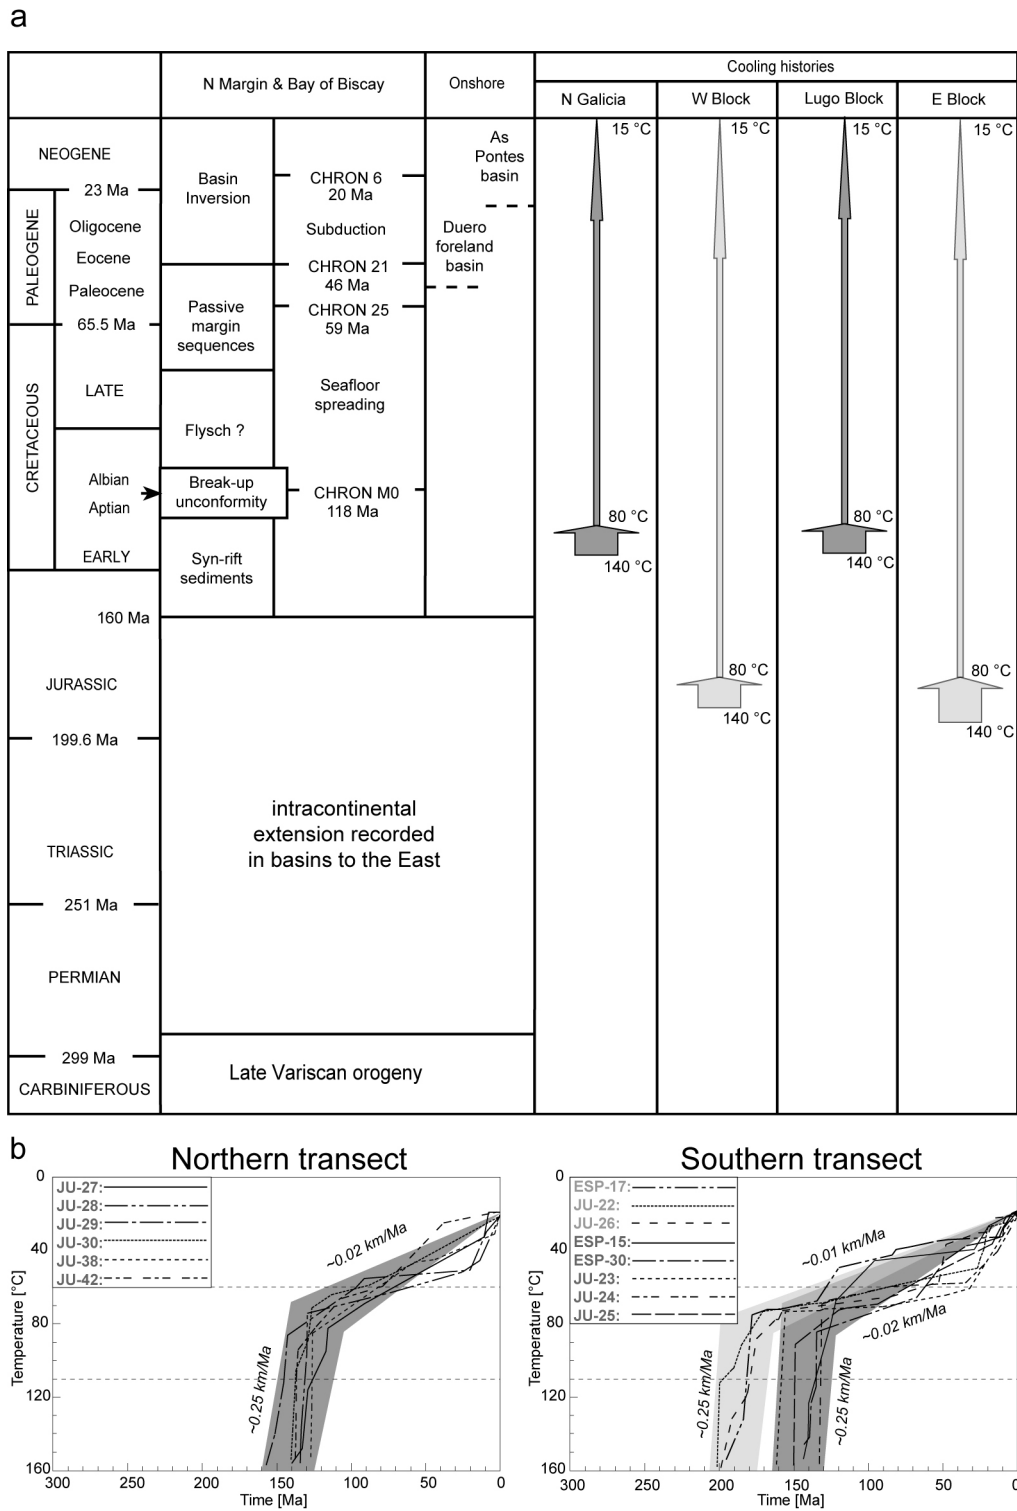 a
Cooling histories
N Margin & Bay of Biscay
Onshore
N Galicia
W Block
Lugo Block
E Block
15 °C
15 °C
15 °C
15 °C
NEOGENE
23 Ma
PALEOGENE
Oligocene
Eocene
Paleocene
65.5 Ma
CRETACEOUS
LATE
Albian
Aptian
EARLY
160 Ma
JURASSIC
199.6 Ma
TRIASSIC
251 Ma
PERMIAN
299 Ma
CARBINIFEROUS
Basin
Inversion
Passive
margin
sequences
Flysch ?
Break-up
unconformity
Syn-rift
sediments
CHRON 6
20 Ma
Subduction
CHRON 21
46 Ma
CHRON 25
59 Ma
Seafloor
spreading
CHRON M0
118 Ma
As
Pontes
basin
Duero
foreland
basin
intracontinental
extension recorded
in basins to the East
Late Variscan orogeny
80 °C
140 °C
80 °C
140 °C
80 °C
140 °C
80 °C
140 °C
b
Northern transect
0
40
80
120
160
Temperature [°C]
JU-27:
JU-28:
JU-29:
JU-30:
JU-38:
JU-42:
~0.02 km/Ma
~0.25 km/Ma
300
250
200
150
100
50
0
Time [Ma]
Southern transect
0
40
80
120
160
Temperature [°C]
ESP-17:
JU-22:
JU-26:
ESP-15:
ESP-30:
JU-23:
JU-24:
JU-25:
~0.01 km/Ma
~0.02 km/Ma
~0.25 km/Ma
~0.25 km/Ma
300
250
200
150
100
50
0
Time [Ma]